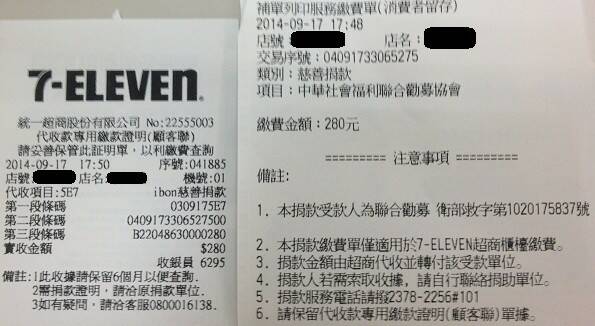 7-ELEVEN.
統一超商股份有限公司 No:22555003
代收款專用繳款證明(顧客聯)
請妥善保管此證明單，以利繳費查詢
2014-09-17 17:50 序號:041885
店號 店名: 機號:01
代收項目:5E7 ibon慈善捐款
第一段條碼 0309175E7
第二段條碼 0409173306527500
第三段條碼 B22048630000280
實收金額 $280
收銀員 6295
備註:1此收據請保留6個月以便查詢.
2需捐款證明，請洽原捐款單位.
3如有疑問，請洽客服0800016138.
補單列印服務繳費單(消費者留存)
2014-09-17 17:48
店號: 店名:
交易序號:04091733065275
類別:慈善捐款
項目:中華社會福利聯合勸募協會
繳費金額:280元
========= 注意事項 =========
備註:
1. 本捐款受款人為聯合勸募 衛部救字第1020175837號
2. 本捐款繳費單僅適用於7-ELEVEN超商櫃檯繳費。
3. 捐款金額由超商代收並轉付該受款單位。
4. 捐款人若需索取收據，請自行聯絡捐助單位。
5. 捐款服務電話請撥2378-2256#101
6. 請保留代收款專用繳款證明(顧客聯)單據。